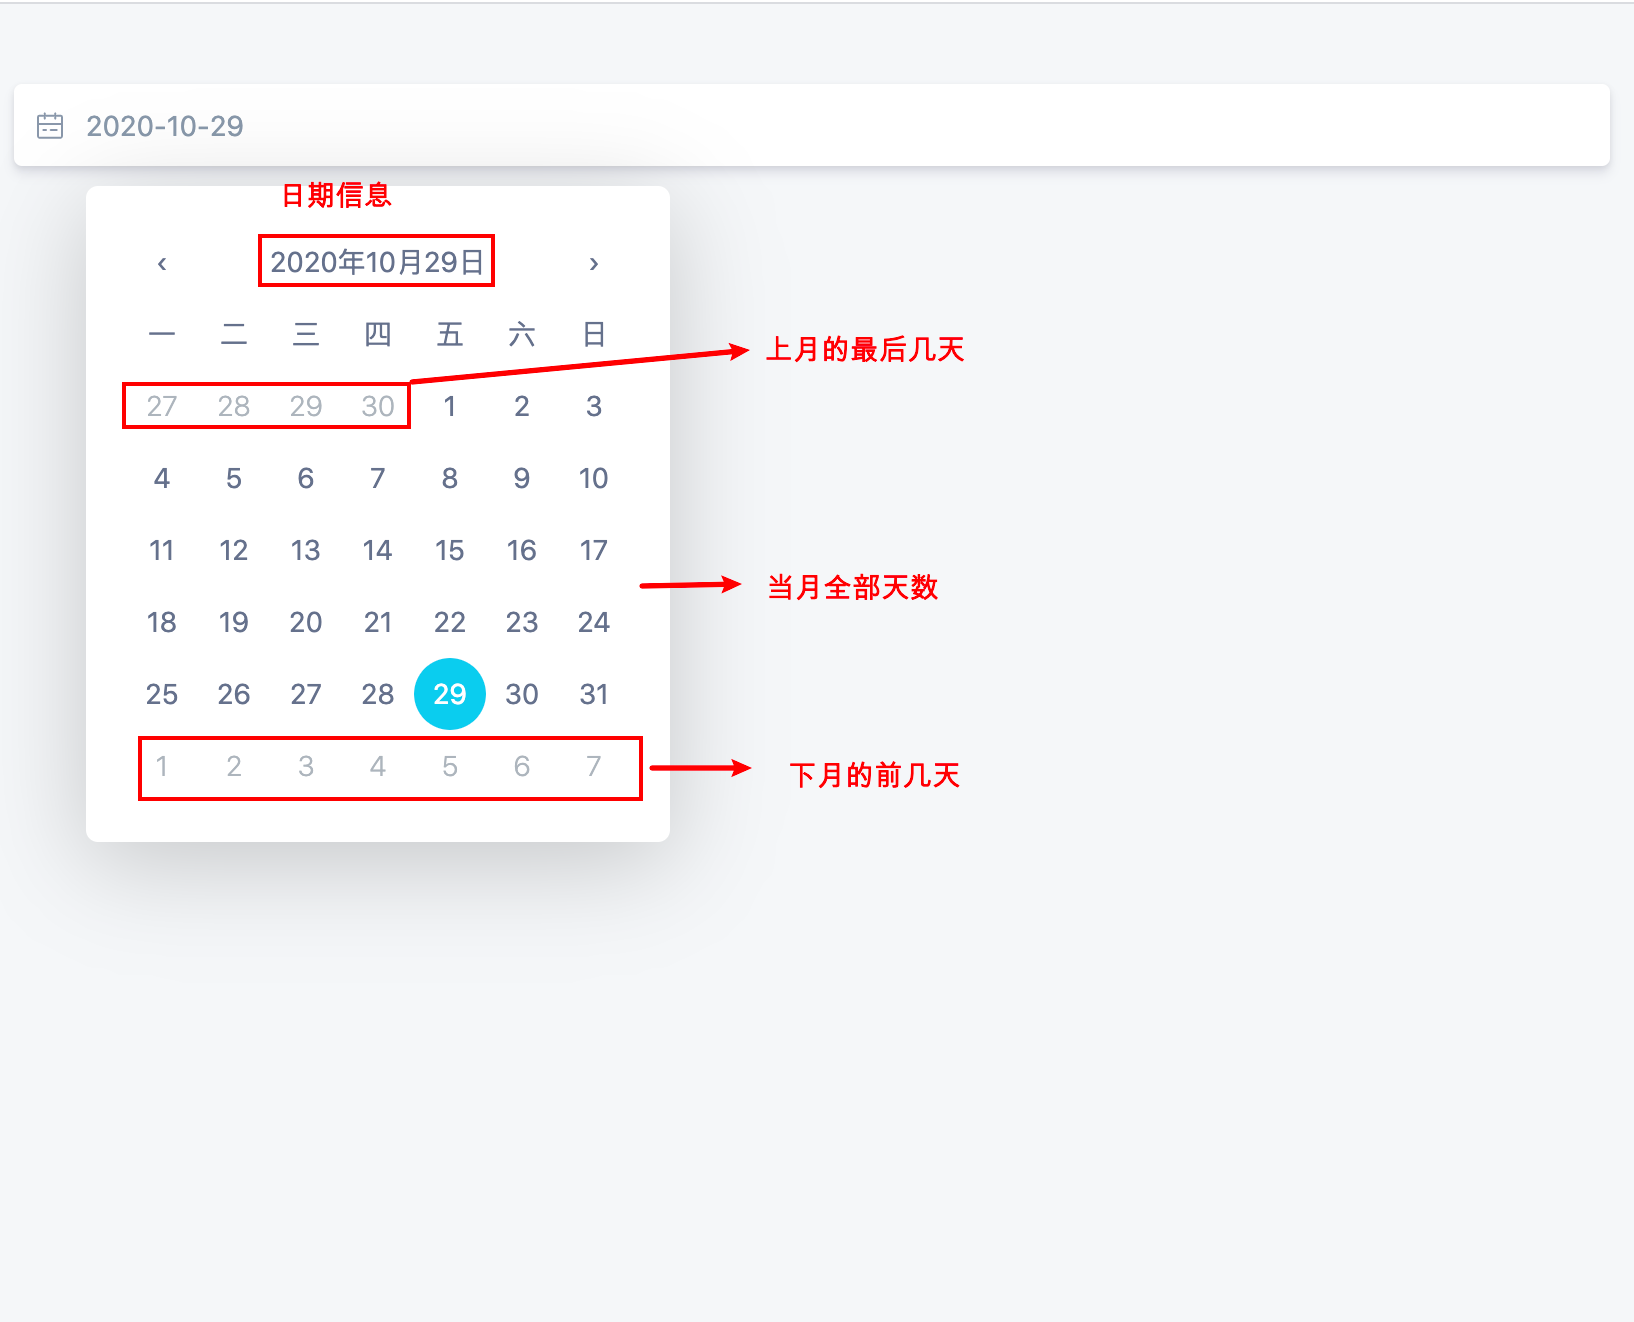 2020-10-29
日期信息
‹ 2020年10月29日 ›
一 二 三 四 五 六 日
上月的最后几天
27 28 29 30 1 2 3
4 5 6 7 8 9 10
11 12 13 14 15 16 17
当月全部天数
18 19 20 21 22 23 24
25 26 27 28 29 30 31
1 2 3 4 5 6 7
下月的前几天